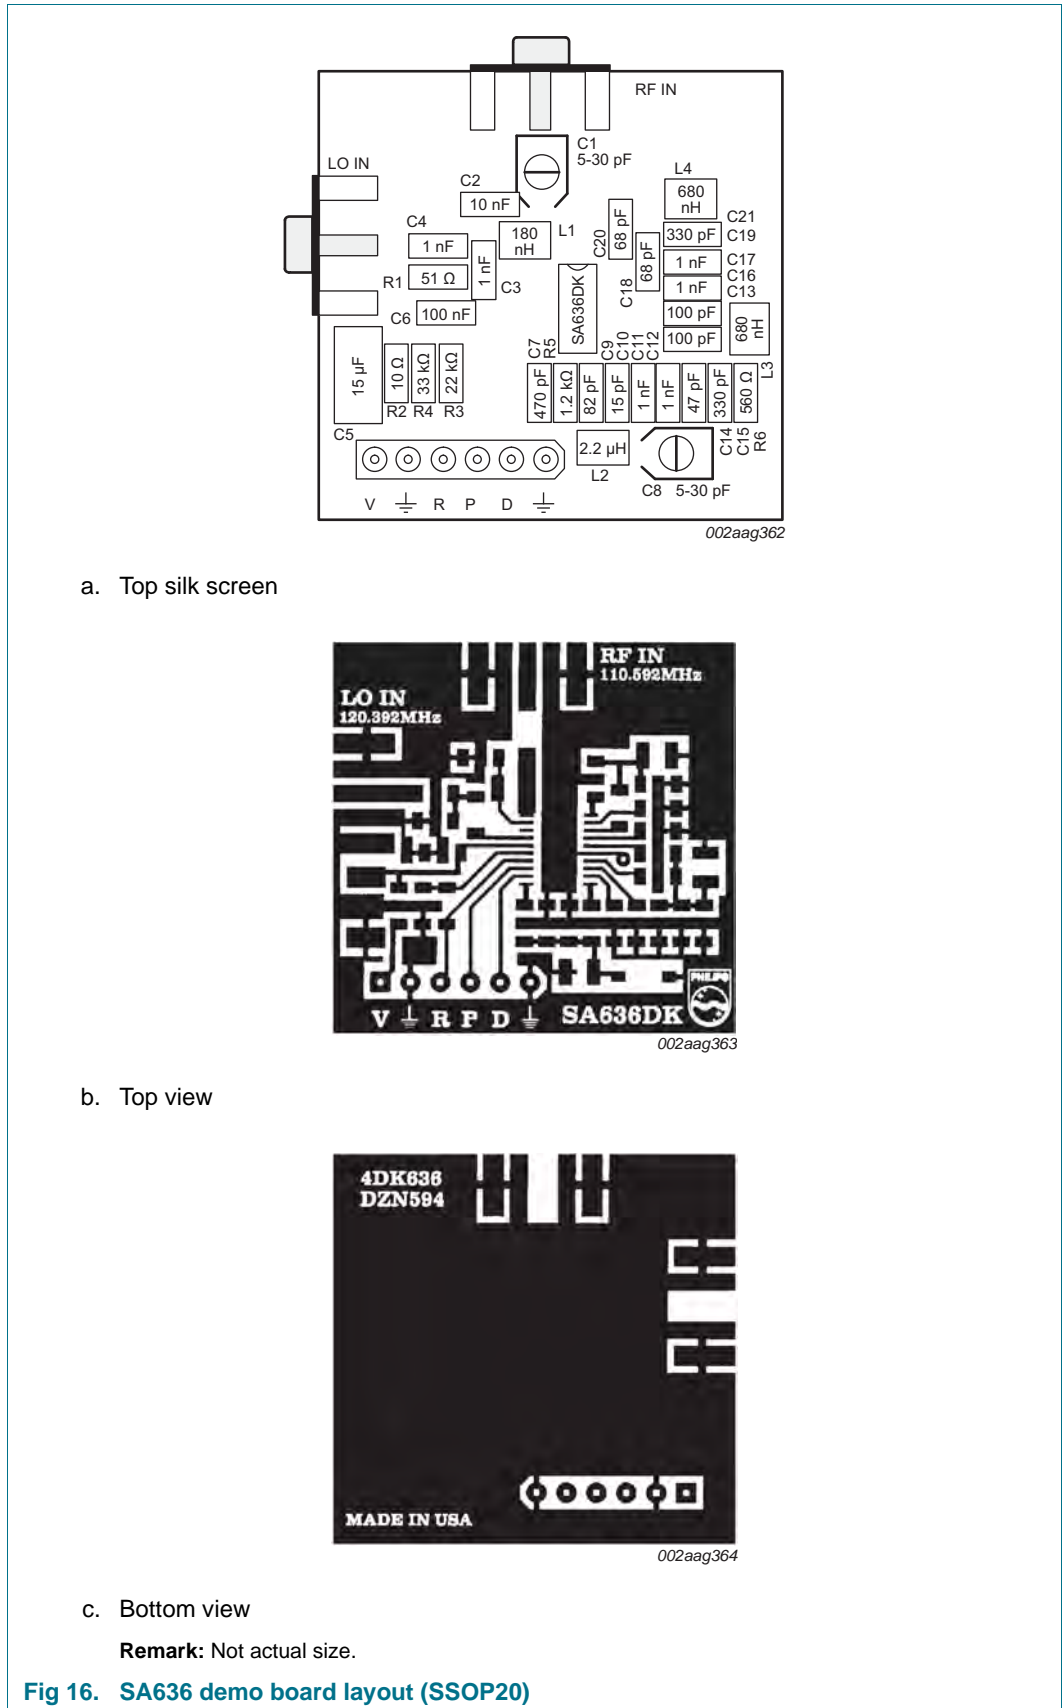 RF IN
C1
5-30 pF
LO IN
C2
10 nF
L4
680
nH
C4
1 nF
180
nH
L1
C20
68 pF
C18
68 pF
330 pF
C21
C19
1 nF
C17
C16
1 nF
C13
R1
51 Ω
1 nF
C3
C6
100 nF
SA636DK
100 pF
100 pF
680
nH
L3
15 µF
C5
10 Ω
33 kΩ
22 kΩ
R2 R4 R3
C7
R5
C9
C10
C11
C12
470 pF
1.2 kΩ
82 pF
15 pF
1 nF
1 nF
47 pF
330 pF
560 Ω
C14
C15
R6
2.2 µH
L2
C8 5-30 pF
V R P D
002aag362
a. Top silk screen
RF IN
110.592MHz
LO IN
120.392MHz
V R P D
SA636DK
PHILIPS
002aag363
b. Top view
4DK636
DZN594
MADE IN USA
002aag364
c. Bottom view
Remark: Not actual size.
Fig 16. SA636 demo board layout (SSOP20)